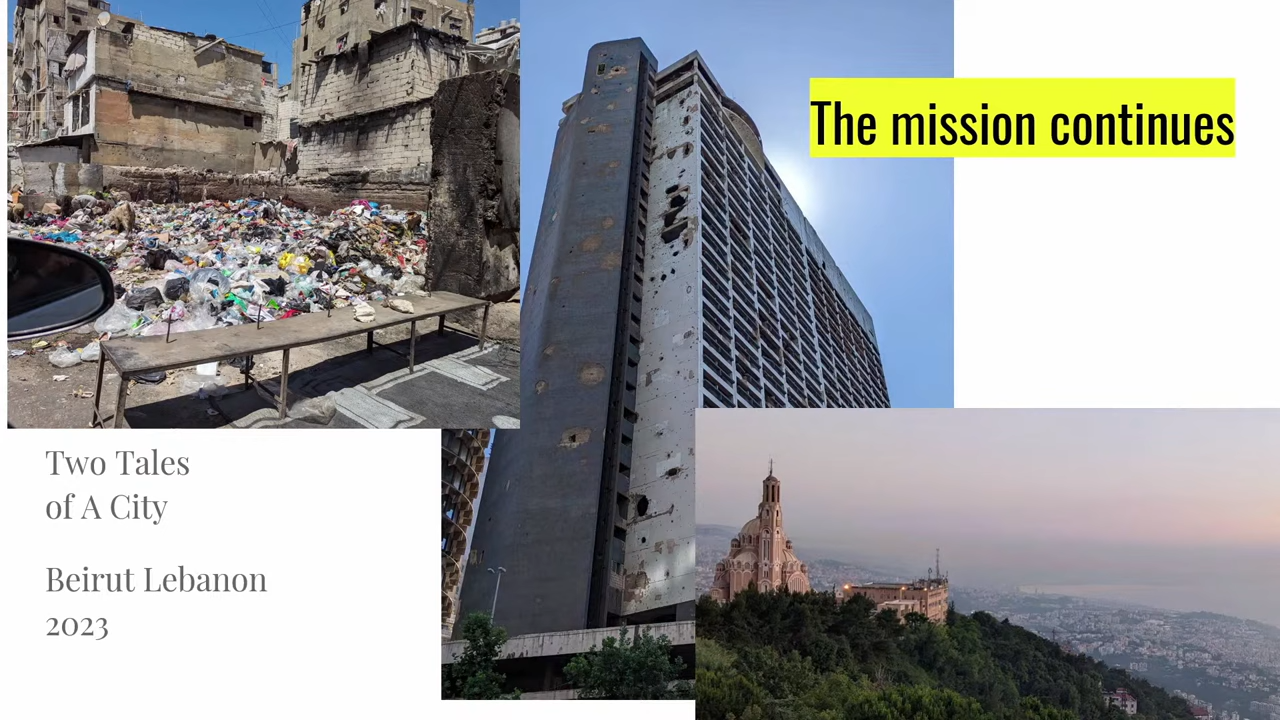 The mission continues
Two Tales
of A City
Beirut Lebanon
2023